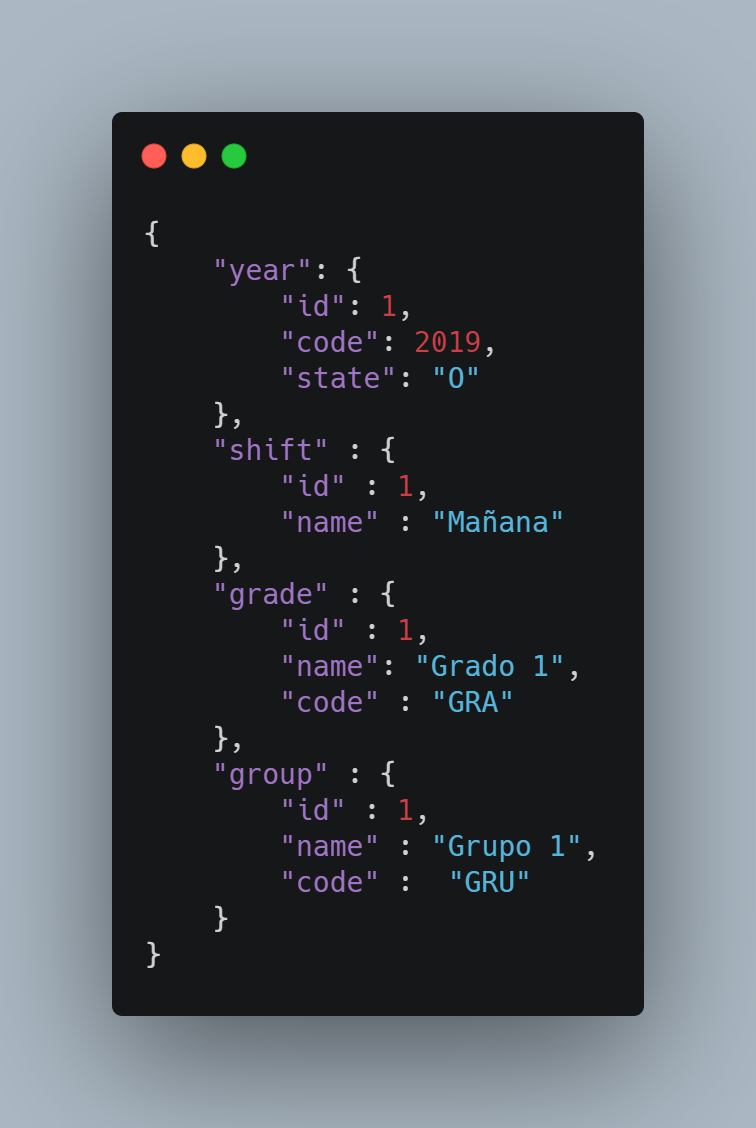 {
    "year": {
        "id": 1,
        "code": 2019,
        "state": "O"
    },
    "shift" : {
        "id" : 1,
        "name" : "Mañana"
    },
    "grade" : {
        "id" : 1,
        "name": "Grado 1",
        "code" : "GRA"
    },
    "group" : {
        "id" : 1,
        "name" : "Grupo 1",
        "code" :  "GRU"
    }
}